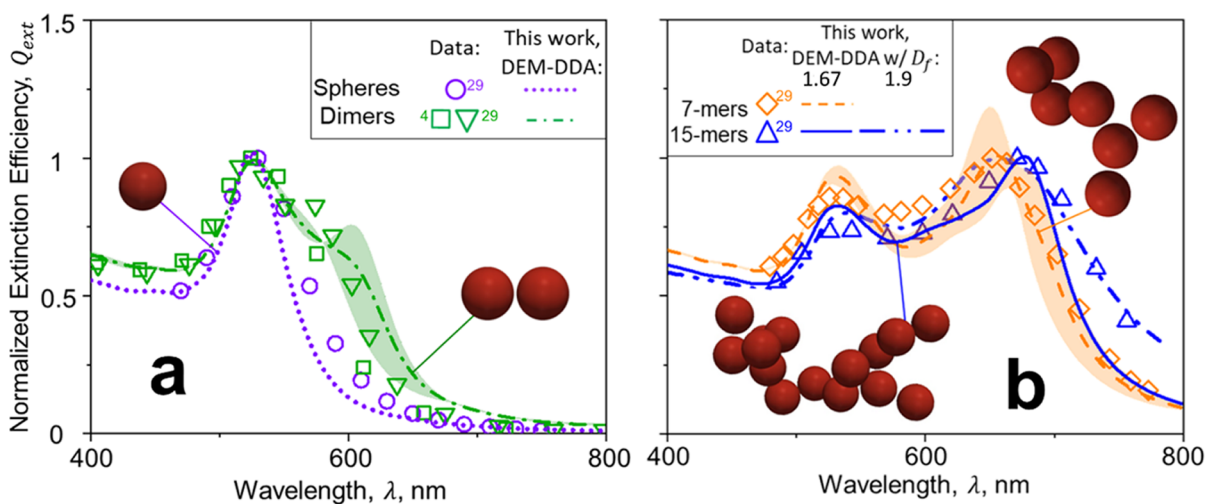 Normalized Extinction Efficiency, Q_ext
1.5
1
0.5
0
Data:
This work,
DEM-DDA:
Spheres
29
Dimers
4
29
a
400
600
800
Wavelength, λ, nm
Data:
This work,
DEM-DDA w/ D_f:
1.67
1.9
7-mers
29
15-mers
29
b
400
600
800
Wavelength, λ, nm